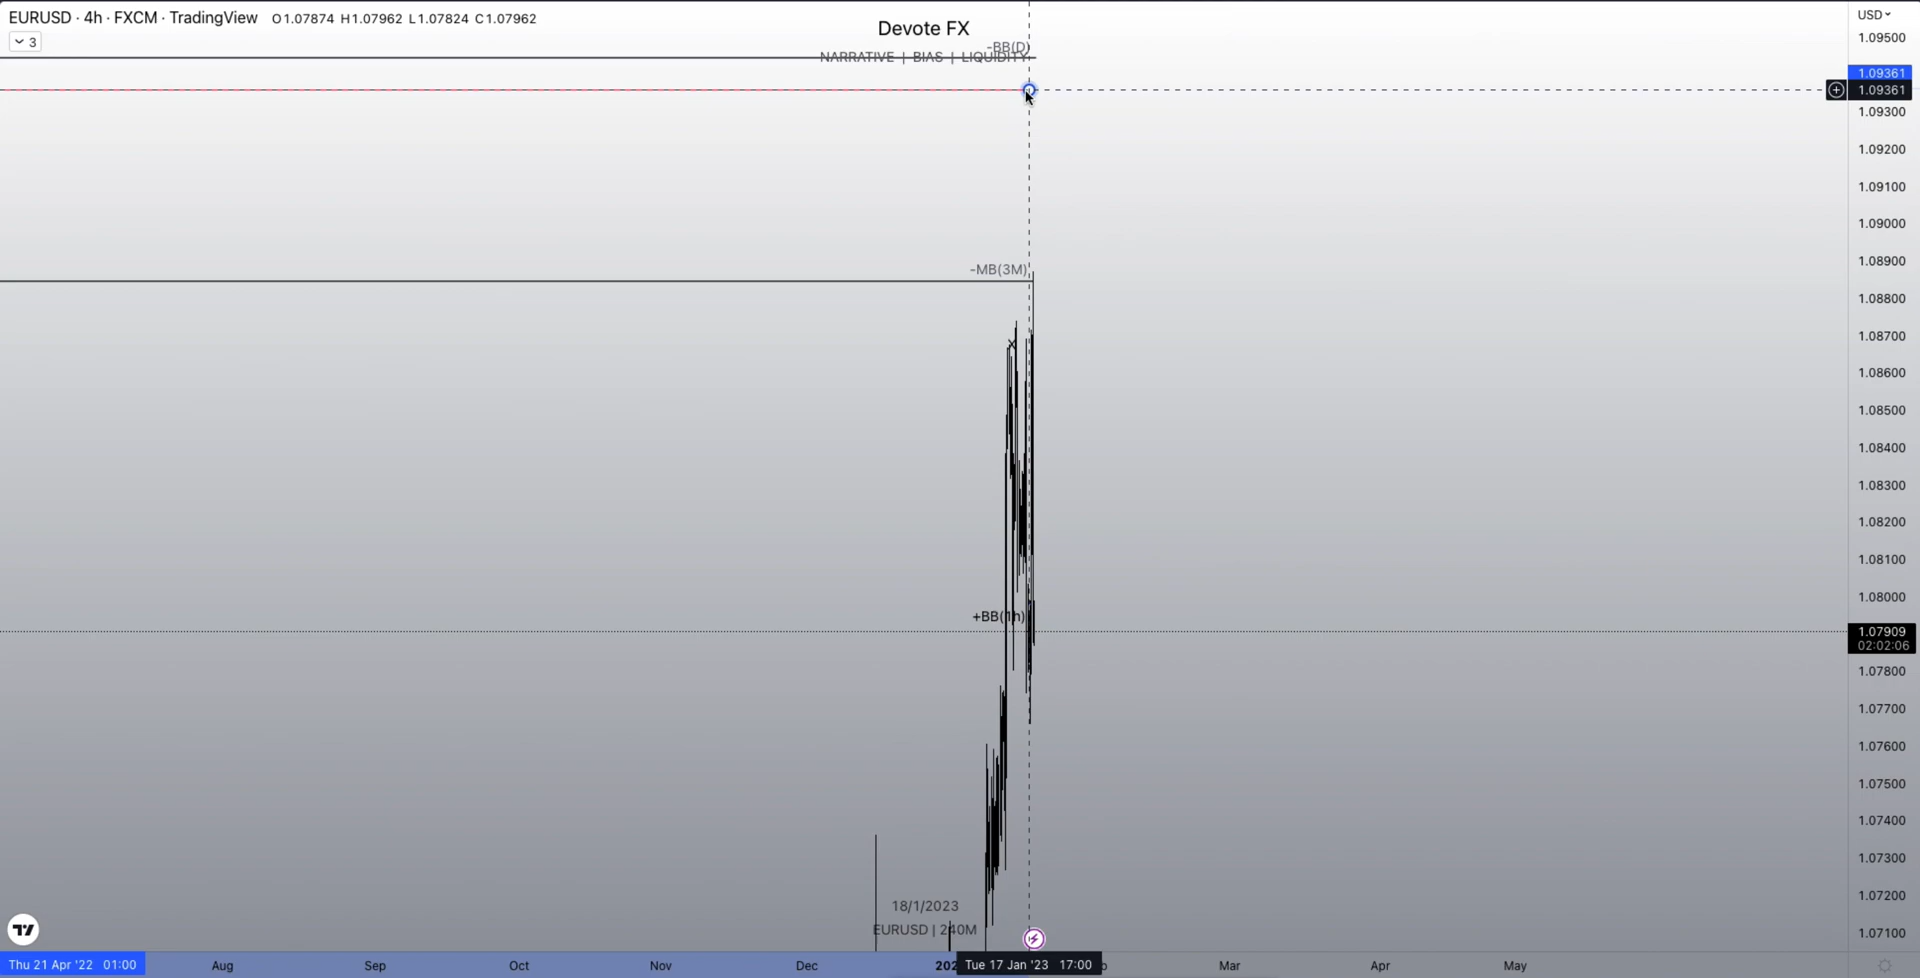 EURUSD · 4h · FXCM · TradingView O1.07874 H1.07962 L1.07824 C1.07962
3
Devote FX
-BB(D)
NARRATIVE | BIAS | LIQUIDITY
-MB(3M)
X
+BB(1h)
18/1/2023
EURUSD | 240M
USD
1.09500
1.09361
1.09361
1.09300
1.09200
1.09100
1.09000
1.08900
1.08800
1.08700
1.08600
1.08500
1.08400
1.08300
1.08200
1.08100
1.08000
1.07909
02:02:06
1.07800
1.07700
1.07600
1.07500
1.07400
1.07300
1.07200
1.07100
Thu 21 Apr '22 01:00 Aug Sep Oct Nov Dec Tue 17 Jan '23 17:00 Mar Apr May